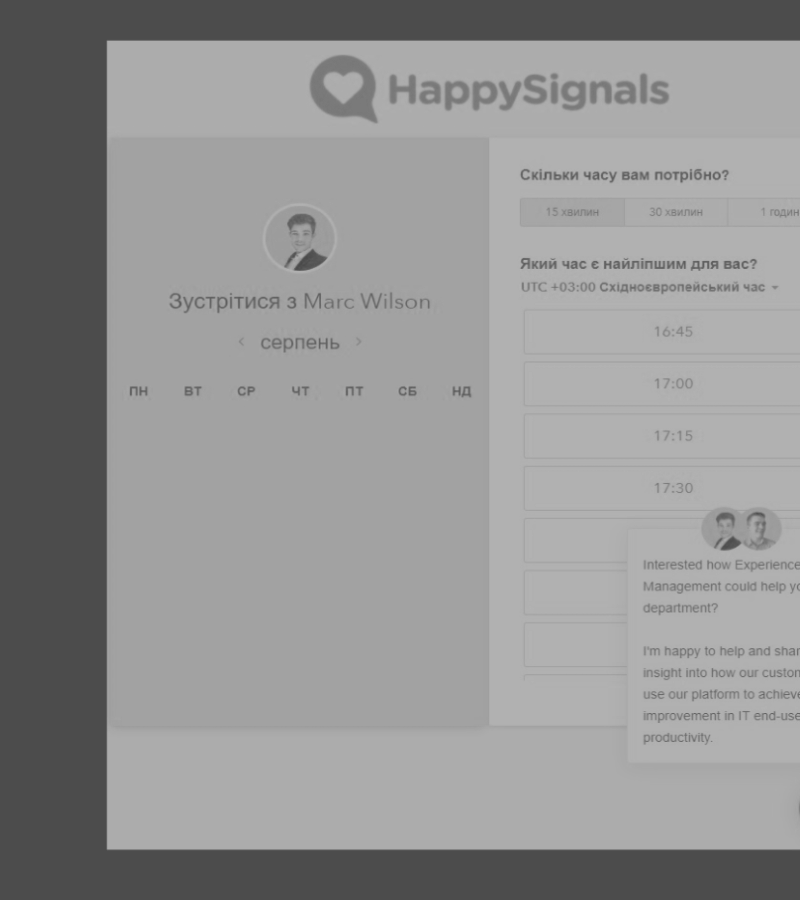 HappySignals
Зустрітися з Marc Wilson
серпень
ПН ВТ СР ЧТ ПТ СБ НД
Скільки часу вам потрібно?
15 хвилин 30 хвилин 1 годин
Який час є найліпшим для вас?
UTC +03:00 Східноєвропейський час
16:45
17:00
17:15
17:30
Interested how Experience
Management could help yo
department?
I'm happy to help and shar
insight into how our custom
use our platform to achieve
improvement in IT end-use
productivity.